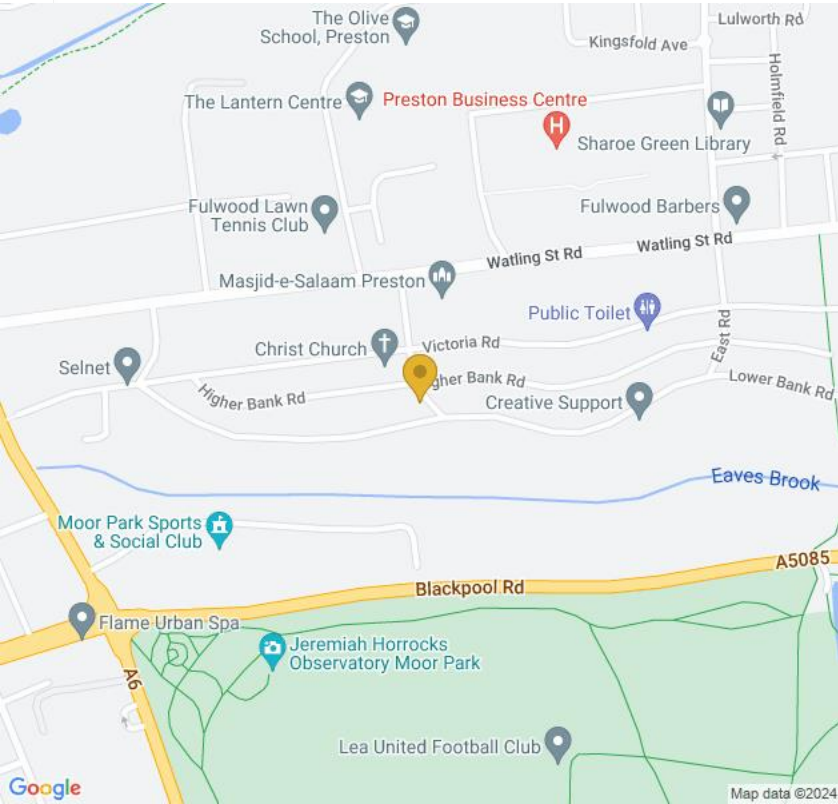 The Olive
School, Preston
Lulworth Rd
Kingsfold Ave
Holmfield Rd
The Lantern Centre
Preston Business Centre
H
Sharoe Green Library
Fulwood Lawn
Tennis Club
Fulwood Barbers
Watling St Rd
Watling St Rd
Masjid-e-Salaam Preston
Public Toilet
Christ Church
Victoria Rd
East Rd
Selnet
gher Bank Rd
Higher Bank Rd
Lower Bank Rd
Creative Support
Eaves Brook
Moor Park Sports
& Social Club
A5085
Blackpool Rd
Flame Urban Spa
Jeremiah Horrocks
Observatory Moor Park
A6
Lea United Football Club
Google
Map data ©2024